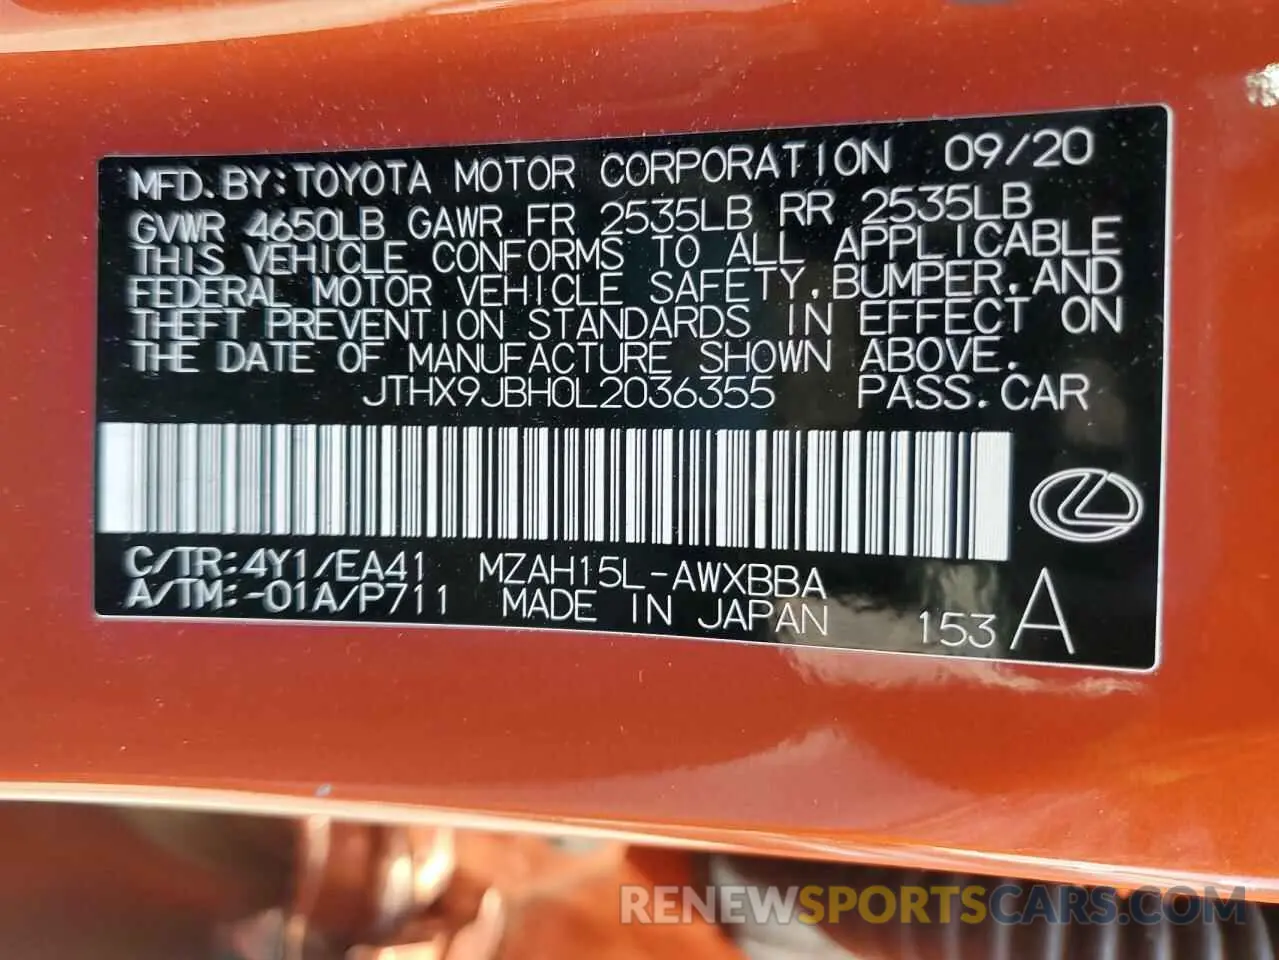 MFD.BY:TOYOTA MOTOR CORPORATION 09/20
GVWR 4650LB GAWR FR 2535LB RR 2535LB
THIS VEHICLE CONFORMS TO ALL APPLICABLE
FEDERAL MOTOR VEHICLE SAFETY,BUMPER,AND
THEFT PREVENTION STANDARDS IN EFFECT ON
THE DATE OF MANUFACTURE SHOWN ABOVE.
JTHX9JBH0L2036355 PASS.CAR
C/TR:4Y1/EA41 MZAH15L-AWXBBA
A/TM:-01A/P711 MADE IN JAPAN 153 A
RENEWSPORTSCARS.COM